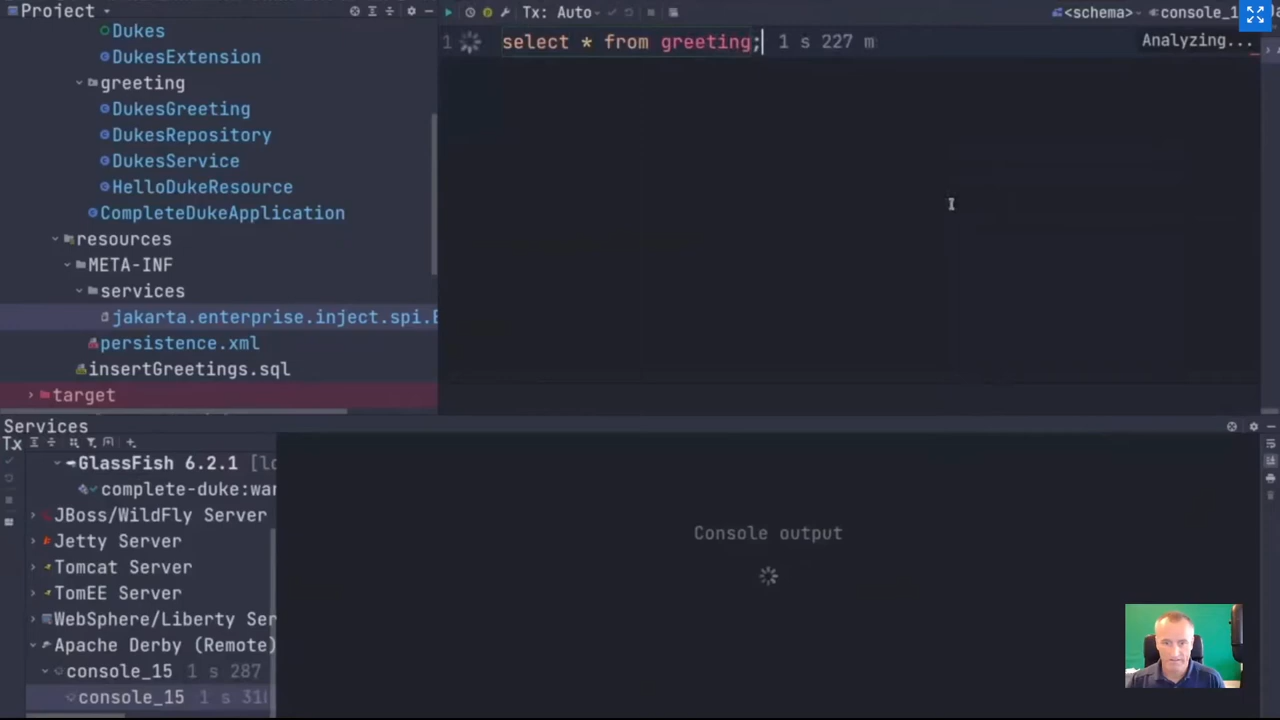 Project
Tx: Auto
<schema>
console_1
Dukes
DukesExtension
greeting
DukesGreeting
DukesRepository
DukesService
HelloDukeResource
CompleteDukeApplication
resources
META-INF
services
jakarta.enterprise.inject.spi.E
persistence.xml
insertGreetings.sql
target
1 select * from greeting; 1 s 227 m
Analyzing...
Services
Tx
GlassFish 6.2.1 [lo
complete-duke:war
JBoss/WildFly Server
Jetty Server
Tomcat Server
TomEE Server
WebSphere/Liberty Ser
Apache Derby (Remote)
console_15 1 s 287
console_15 1 s 31
Console output